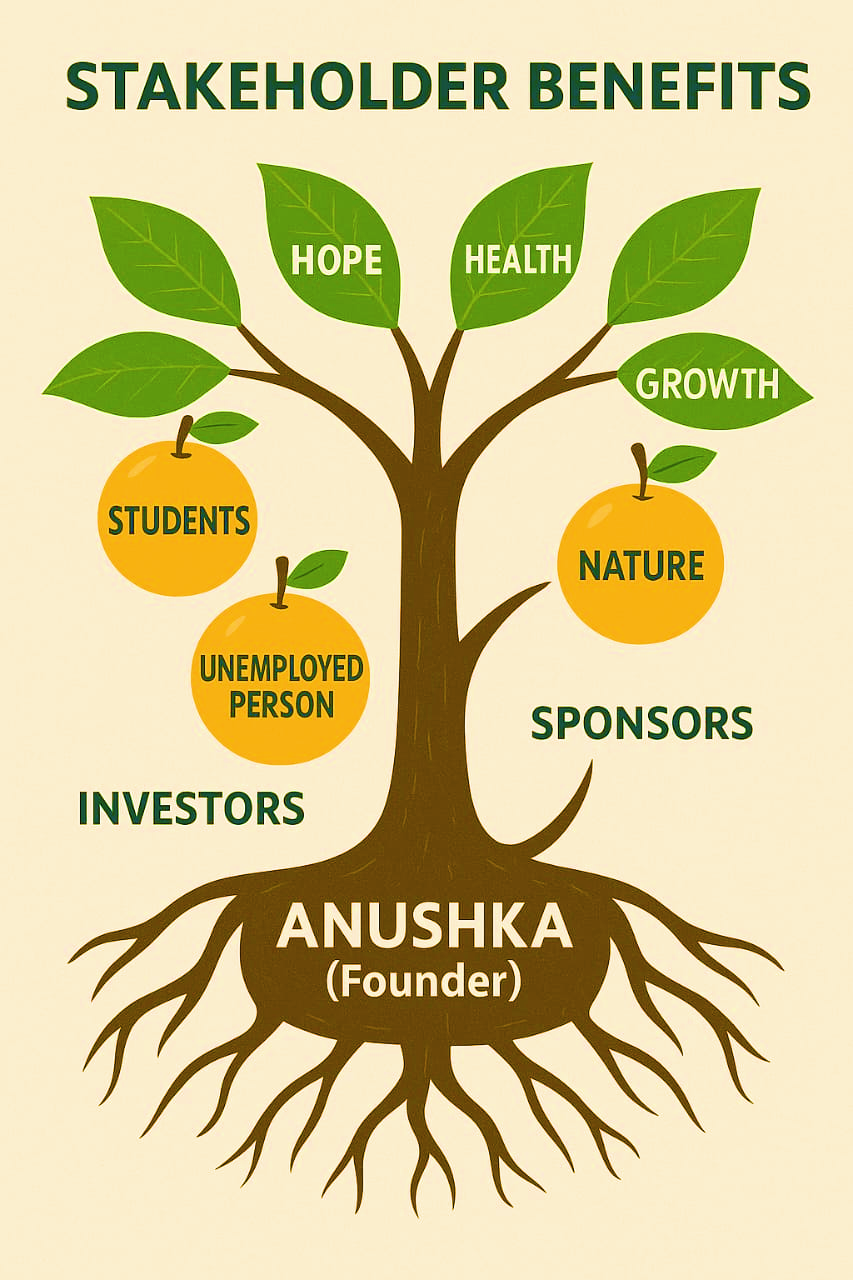 STAKEHOLDER BENEFITS
HOPE
HEALTH
GROWTH
STUDENTS
NATURE
UNEMPLOYED
PERSON
SPONSORS
INVESTORS
ANUSHKA
(Founder)